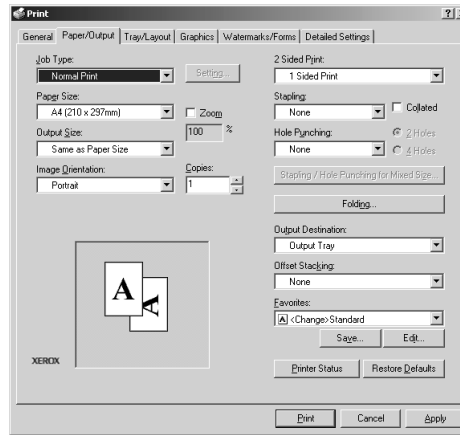 Print
General
Paper/Output
Tray/Layout
Graphics
Watermarks/Forms
Detailed Settings
Job Type:
Normal Print
Setting...
Paper Size:
A4 (210 x 297mm)
Zoom
Output Size:
100 %
Same as Paper Size
Image Orientation:
Copies:
Portrait
1
A
A
XEROX
2 Sided Print:
1 Sided Print
Stapling:
None
Collated
Hole Punching:
2 Holes
None
4 Holes
Stapling / Hole Punching for Mixed Size...
Folding...
Output Destination:
Output Tray
Offset Stacking:
None
Favorites:
A <Change>Standard
Save...
Edit...
Printer Status
Restore Defaults
Print
Cancel
Apply